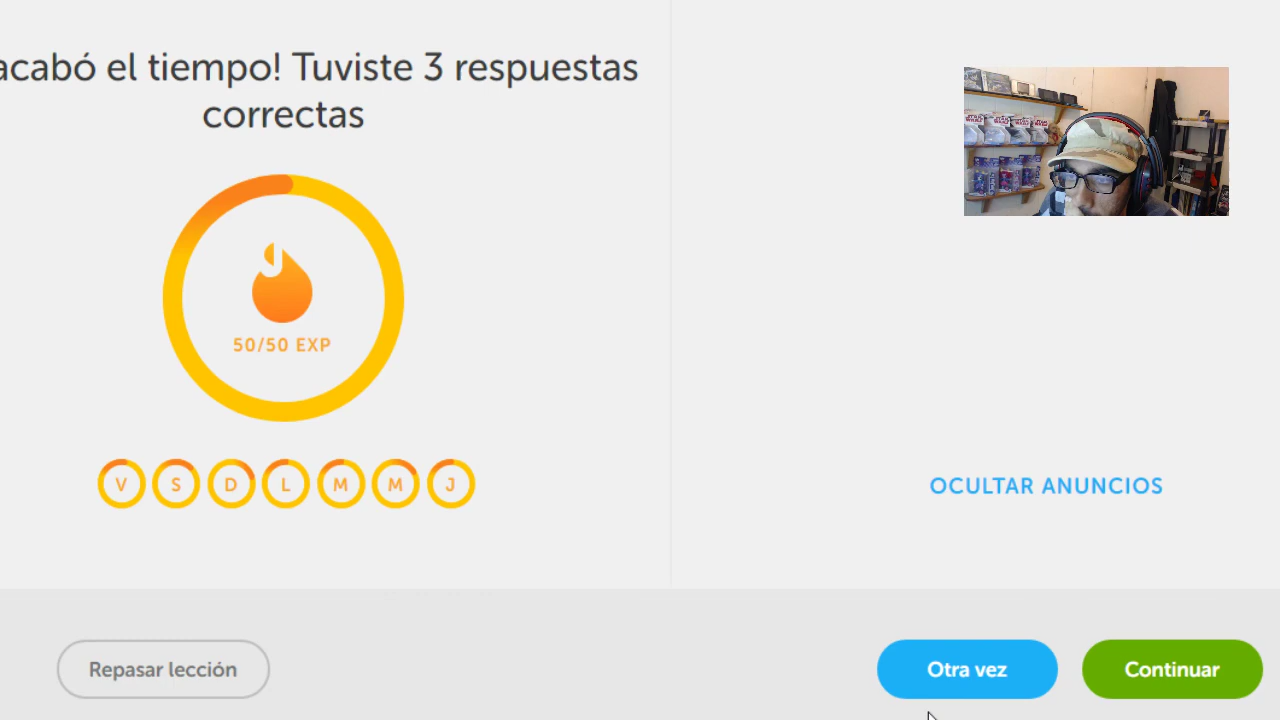 acabó el tiempo! Tuviste 3 respuestas
correctas
50/50 EXP
V S D L M M J
OCULTAR ANUNCIOS
Repasar lección
Otra vez
Continuar